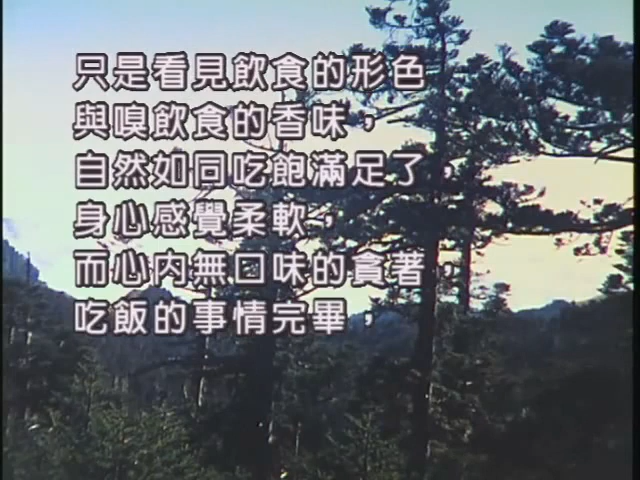 只是看見飲食的形色
與嗅飲食的香味，
自然如同吃飽滿足了，
身心感覺柔軟，
而心內無口味的貪著，
吃飯的事情完畢，